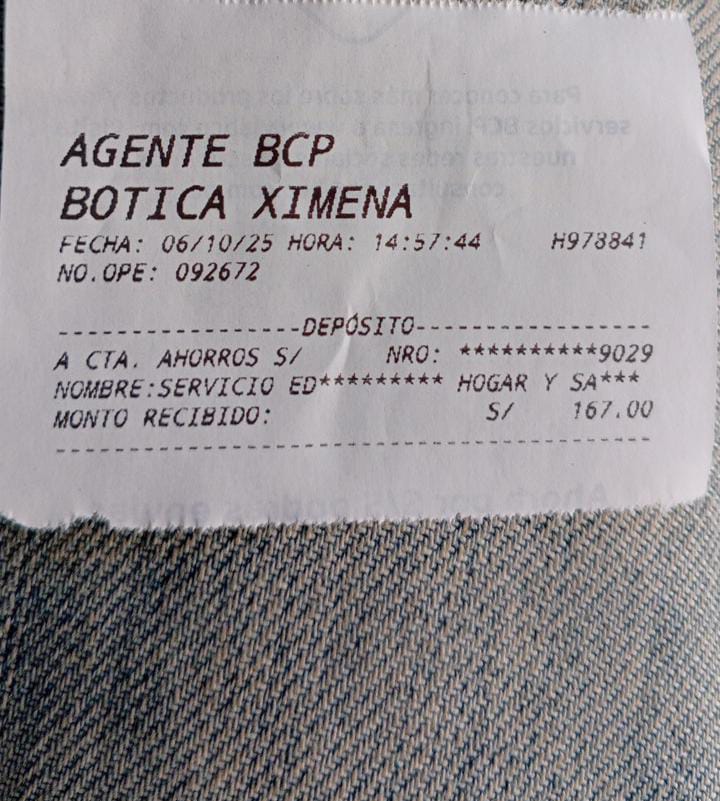 AGENTE BCP
BOTICA XIMENA
FECHA: 06/10/25 HORA: 14:57:44 H978841
NO.OPE: 092672
-----------------DEPÓSITO-----------------
A CTA. AHORROS S/ NRO: **********9029
NOMBRE:SERVICIO ED********* HOGAR Y SA***
MONTO RECIBIDO: S/ 167.00
------------------------------------------